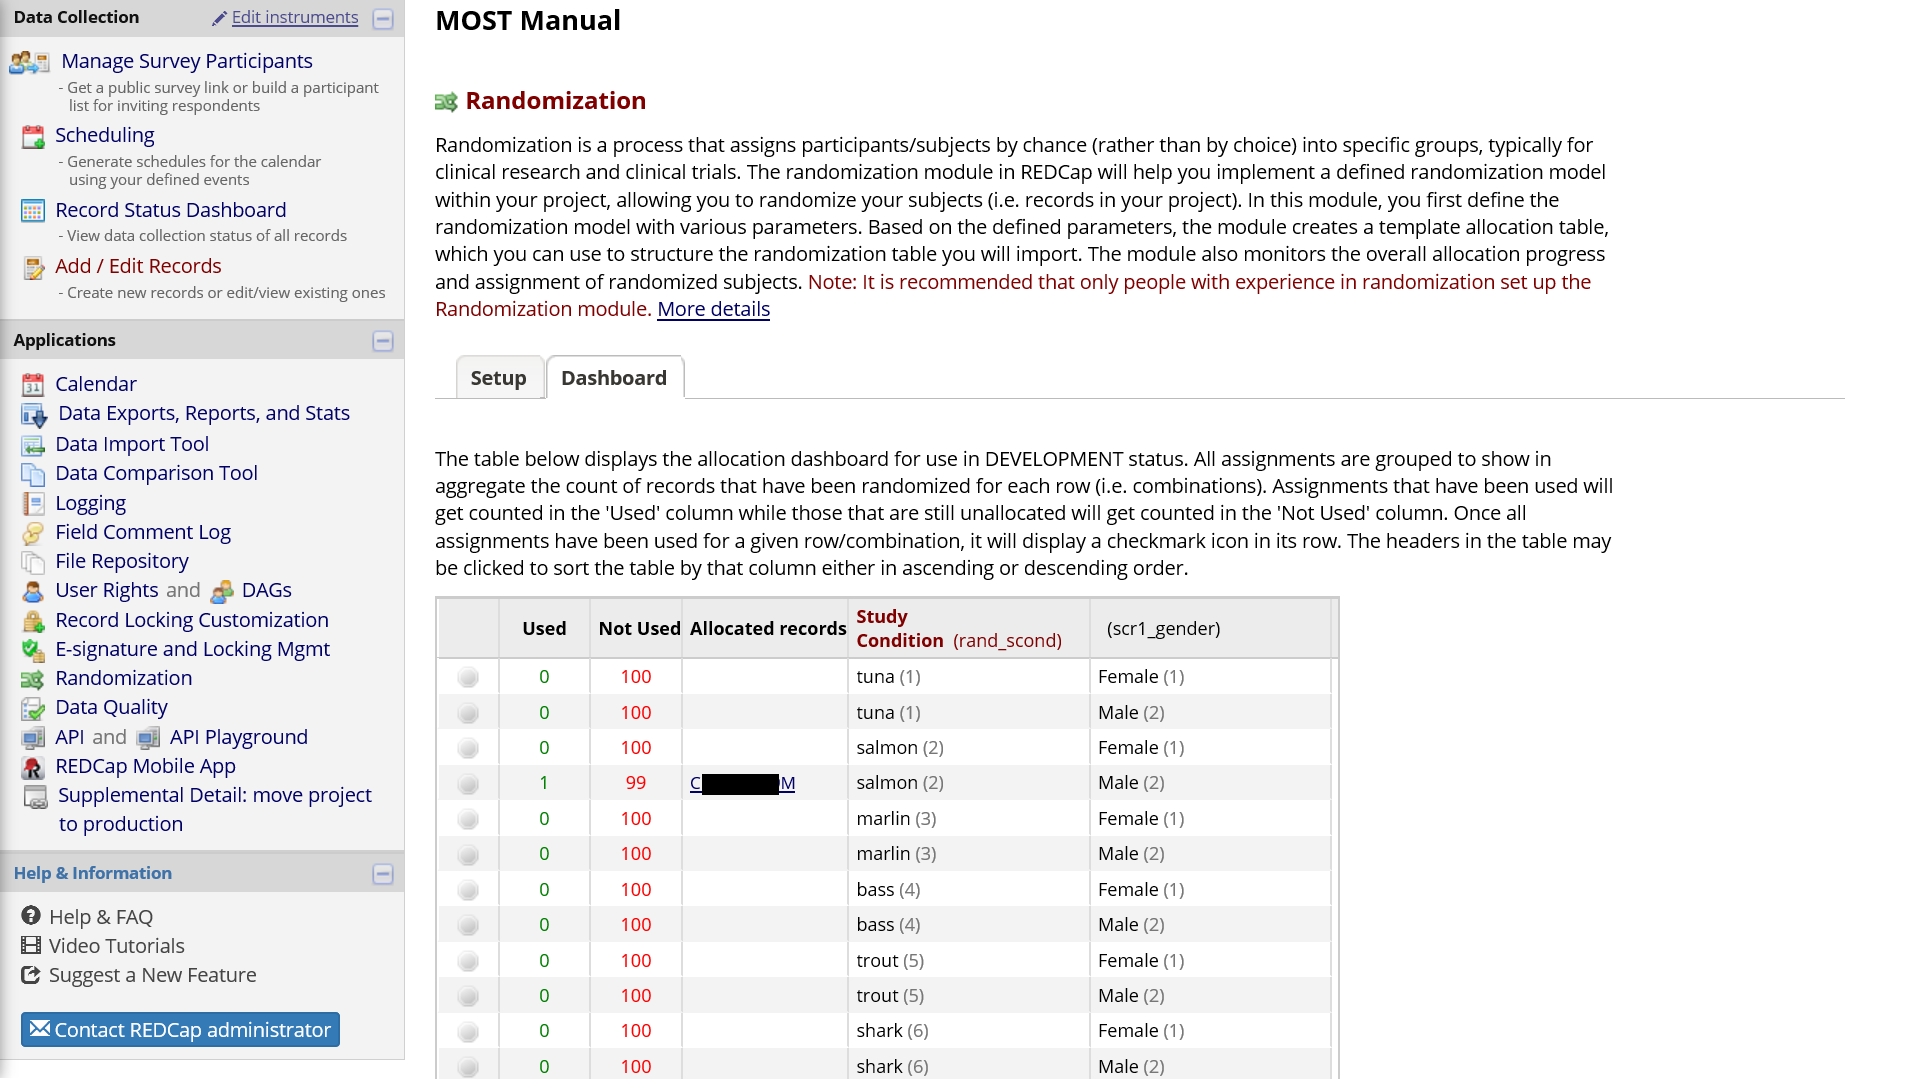 Data Collection
Edit instruments
Manage Survey Participants
- Get a public survey link or build a participant
list for inviting respondents
Scheduling
- Generate schedules for the calendar
using your defined events
Record Status Dashboard
- View data collection status of all records
Add / Edit Records
- Create new records or edit/view existing ones
Applications
31
Calendar
Data Exports, Reports, and Stats
Data Import Tool
Data Comparison Tool
Logging
Field Comment Log
File Repository
User Rights and DAGs
Record Locking Customization
E-signature and Locking Mgmt
Randomization
Data Quality
API and API Playground
REDCap Mobile App
Supplemental Detail: move project
to production
Help & Information
Help & FAQ
Video Tutorials
Suggest a New Feature
Contact REDCap administrator
MOST Manual
Randomization
Randomization is a process that assigns participants/subjects by chance (rather than by choice) into specific groups, typically for
clinical research and clinical trials. The randomization module in REDCap will help you implement a defined randomization model
within your project, allowing you to randomize your subjects (i.e. records in your project). In this module, you first define the
randomization model with various parameters. Based on the defined parameters, the module creates a template allocation table,
which you can use to structure the randomization table you will import. The module also monitors the overall allocation progress
and assignment of randomized subjects. Note: It is recommended that only people with experience in randomization set up the
Randomization module. More details
Setup
Dashboard
The table below displays the allocation dashboard for use in DEVELOPMENT status. All assignments are grouped to show in
aggregate the count of records that have been randomized for each row (i.e. combinations). Assignments that have been used will
get counted in the 'Used' column while those that are still unallocated will get counted in the 'Not Used' column. Once all
assignments have been used for a given row/combination, it will display a checkmark icon in its row. The headers in the table may
be clicked to sort the table by that column either in ascending or descending order.
Used Not Used Allocated records Study Condition (rand_scond) (scr1_gender)
0 100 tuna (1) Female (1)
0 100 tuna (1) Male (2)
0 100 salmon (2) Female (1)
1 99 C M salmon (2) Male (2)
0 100 marlin (3) Female (1)
0 100 marlin (3) Male (2)
0 100 bass (4) Female (1)
0 100 bass (4) Male (2)
0 100 trout (5) Female (1)
0 100 trout (5) Male (2)
0 100 shark (6) Female (1)
0 100 shark (6) Male (2)